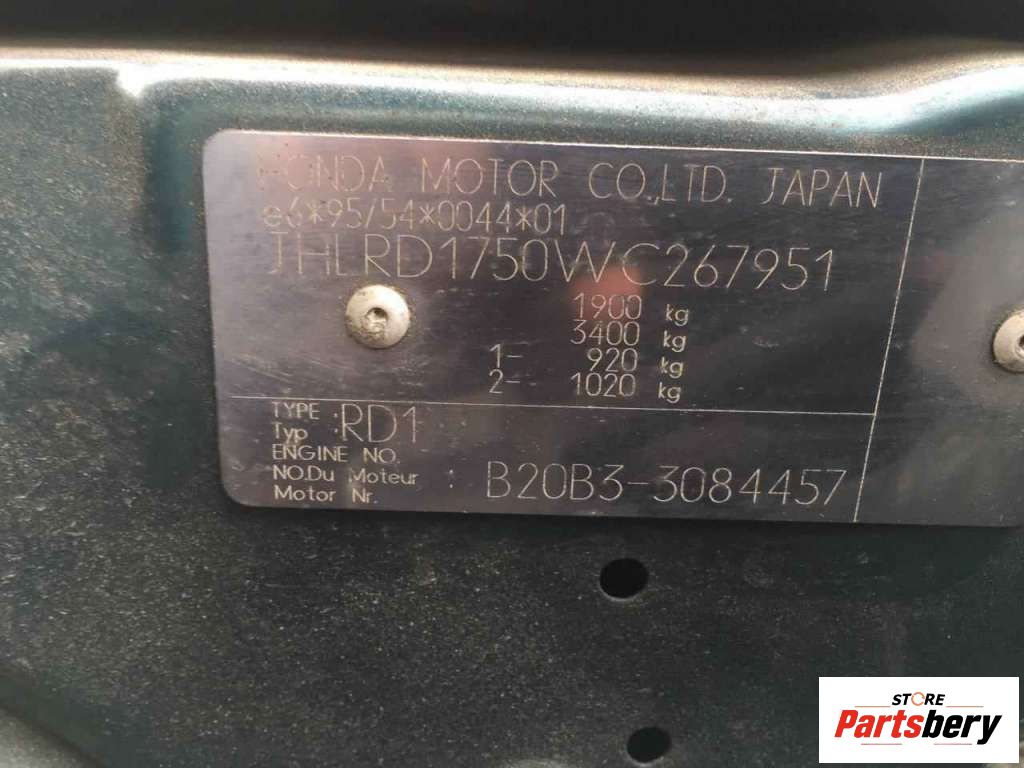 HONDA MOTOR CO.,LTD. JAPAN
e6*95/54*0044*01
JHLRD1750WC267951
1900 kg
3400 kg
1- 920 kg
2- 1020 kg
TYPE
Typ : RD1
ENGINE NO.
NO.Du Moteur :
Motor Nr.
B20B3-3084457
STORE
Partsbery